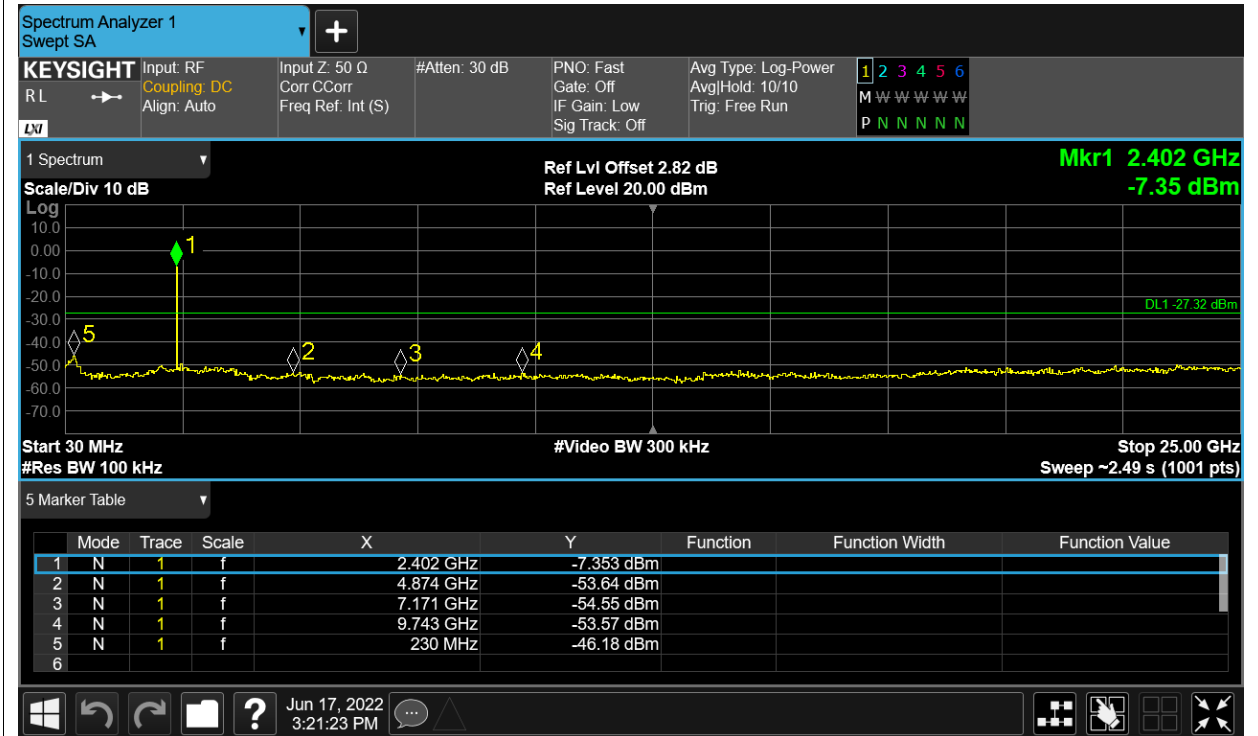 Spectrum Analyzer 1
Swept SA
KEYSIGHT Input: RF Input Z: 50 Ω #Atten: 30 dB PNO: Fast Avg Type: Log-Power 1 2 3 4 5 6
R L Coupling: DC Corr CCorr Gate: Off Avg|Hold: 10/10 M W W W W W
Align: Auto Freq Ref: Int (S) IF Gain: Low Trig: Free Run
LXI Sig Track: Off P N N N N N
1 Spectrum Ref Lvl Offset 2.82 dB Mkr1 2.402 GHz
Scale/Div 10 dB Ref Level 20.00 dBm -7.35 dBm
Log
10.0
0.00 1
-10.0
-20.0
DL1 -27.32 dBm
-30.0
-40.0 5
2 3 4
-50.0
-60.0
-70.0
Start 30 MHz #Video BW 300 kHz Stop 25.00 GHz
#Res BW 100 kHz Sweep ~2.49 s (1001 pts)
5 Marker Table
Mode Trace Scale X Y Function Function Width Function Value
1 N 1 f 2.402 GHz -7.353 dBm
2 N 1 f 4.874 GHz -53.64 dBm
3 N 1 f 7.171 GHz -54.55 dBm
4 N 1 f 9.743 GHz -53.57 dBm
5 N 1 f 230 MHz -46.18 dBm
6
? Jun 17, 2022
3:21:23 PM